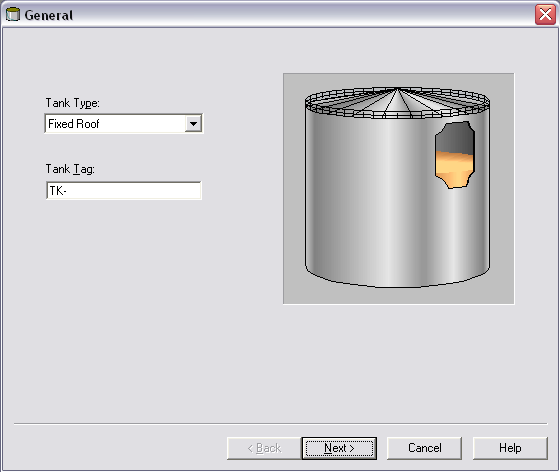 General
Tank Type:
Fixed Roof
Tank Tag:
TK-
< Back
Next >
Cancel
Help